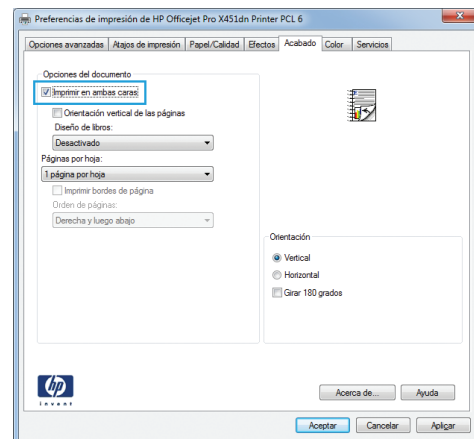 Preferencias de impresión de HP Officejet Pro X451dn Printer PCL 6
Opciones avanzadas Atajos de impresión Papel/Calidad Efectos Acabado Color Servicios
Opciones del documento
Imprimir en ambas caras
Orientación vertical de las páginas
Diseño de libros:
Desactivado
Páginas por hoja:
1 página por hoja
Imprimir bordes de página
Orden de páginas:
Derecha y luego abajo
Orientación
Vertical
Horizontal
Girar 180 grados
hp
invent
Acerca de... Ayuda
Aceptar Cancelar Aplicar